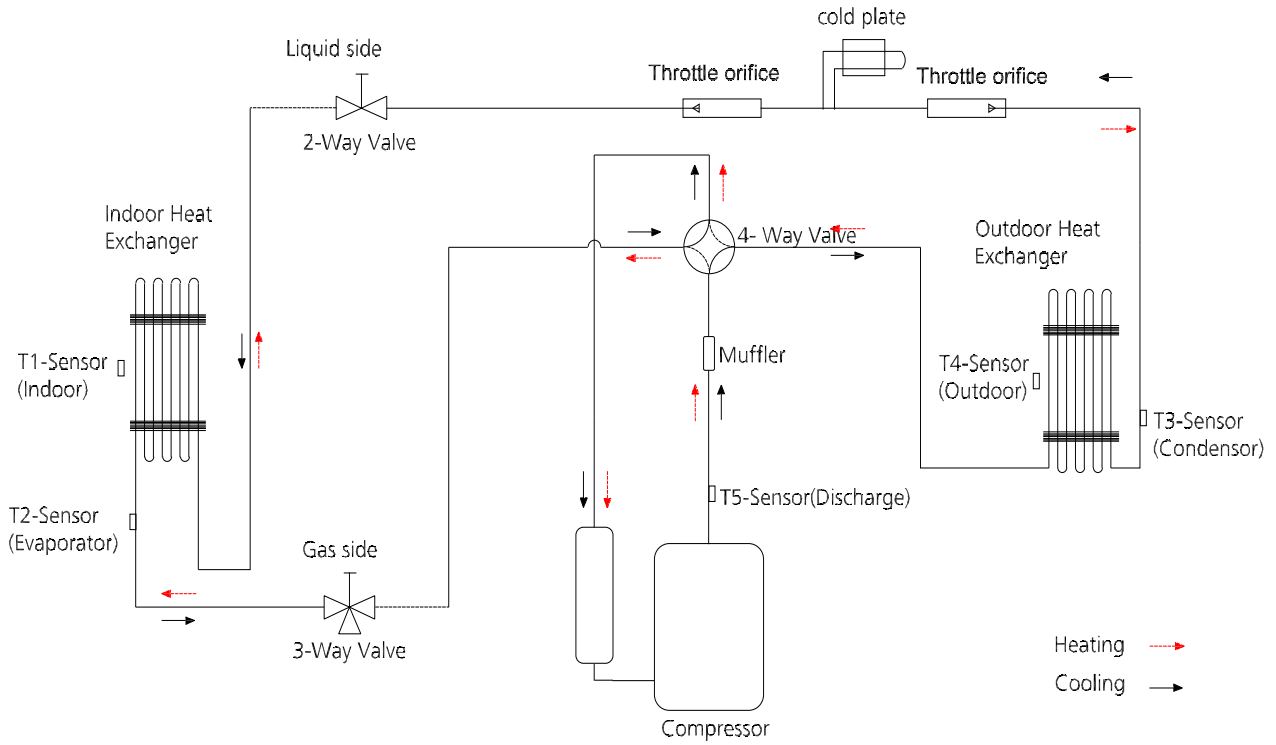 cold plate
Liquid side
Throttle orifice
Throttle orifice
2-Way Valve
Indoor Heat
Exchanger
4- Way Valve
Outdoor Heat
Exchanger
Muffler
T1-Sensor
(Indoor)
T4-Sensor
(Outdoor)
T3-Sensor
(Condensor)
T5-Sensor(Discharge)
T2-Sensor
(Evaporator)
Gas side
3-Way Valve
Heating
Cooling
Compressor